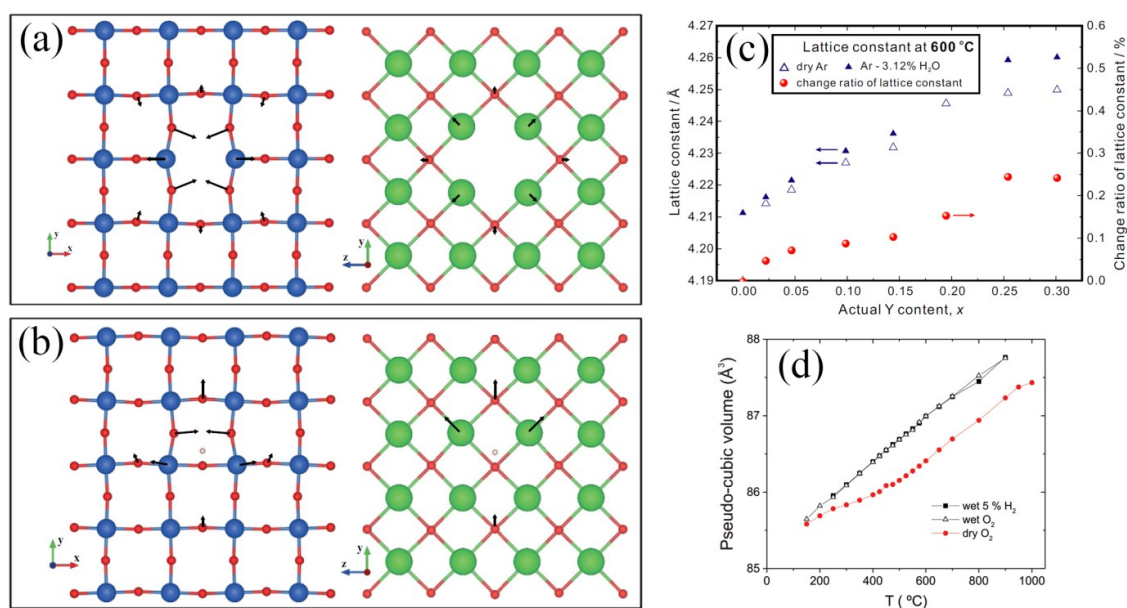 (a)
y
x
y
z
(b)
y
x
y
z
(c)
Lattice constant at 600 °C
dry Ar
Ar - 3.12% H₂O
change ratio of lattice constant
Lattice constant / Å
4.27
4.26
4.25
4.24
4.23
4.22
4.21
4.20
4.19
0.6
0.5
0.4
0.3
0.2
0.1
0.0
Change ratio of lattice constant / %
0.00 0.05 0.10 0.15 0.20 0.25 0.30
Actual Y content, x
(d)
Pseudo-cubic volume (Å³)
88
87
86
85
wet 5 % H₂
wet O₂
dry O₂
0 200 400 600 800 1000
T (ºC)